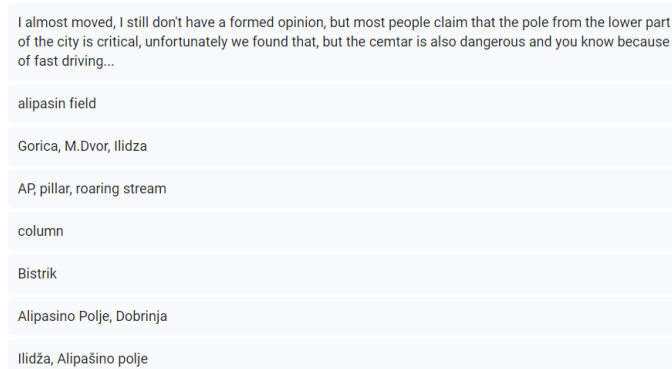 I almost moved, I still don't have a formed opinion, but most people claim that the pole from the lower part
of the city is critical, unfortunately we found that, but the cemtar is also dangerous and you know because
of fast driving...
alipasin field
Gorica, M.Dvor, Ilidza
AP, pillar, roaring stream
column
Bistrik
Alipasino Polje, Dobrinja
Ilidža, Alipašino polje